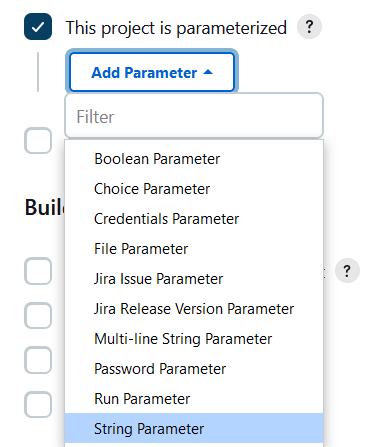 This project is parameterized ?
Add Parameter
Filter
Boolean Parameter
Choice Parameter
Credentials Parameter
File Parameter
Jira Issue Parameter
?
Jira Release Version Parameter
Multi-line String Parameter
Password Parameter
Run Parameter
String Parameter